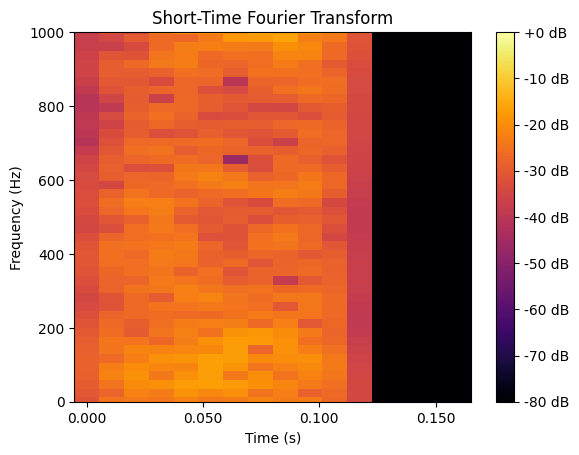 Short-Time Fourier Transform
Frequency (Hz)
1000
800
600
400
200
0
0.000
0.050
0.100
0.150
Time (s)
+0 dB
-10 dB
-20 dB
-30 dB
-40 dB
-50 dB
-60 dB
-70 dB
-80 dB